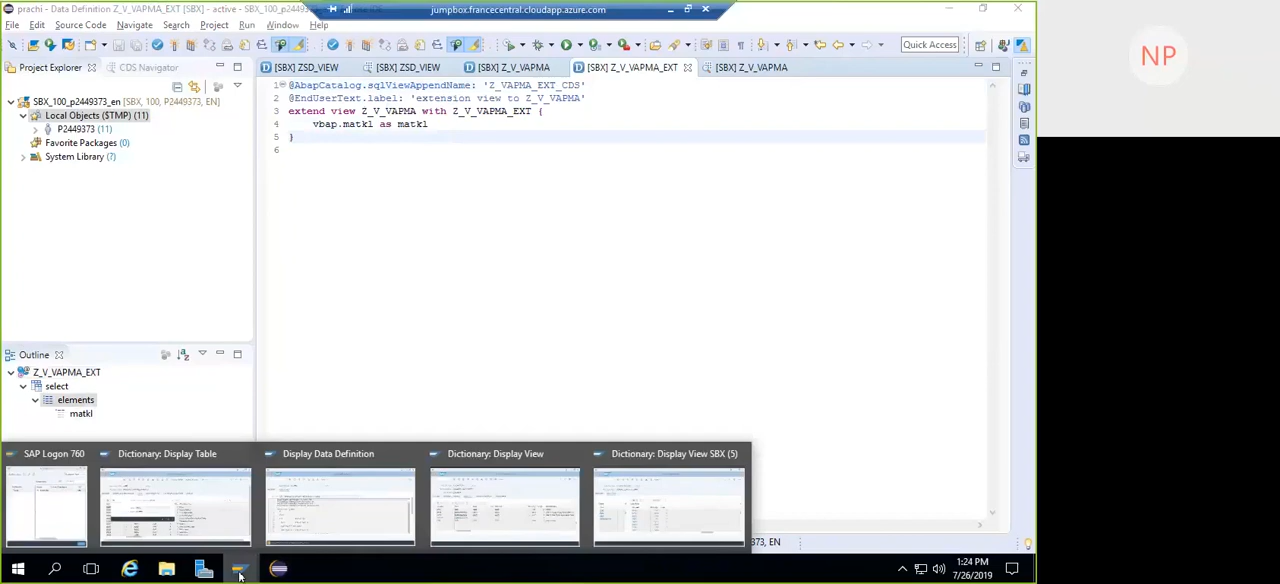 prachi - Data Definition Z_V_VAPMA_EXT [SBX] - active - SBX_100_p2449373
jumpbox.francecentral.cloudapp.azure.com
File Edit Source Code Navigate Search Project Run Window Help
Quick Access
Project Explorer CDS Navigator
[SBX] ZSD_VIEW [SBX] ZSD_VIEW [SBX] Z_V_VAPMA [SBX] Z_V_VAPMA_EXT [SBX] Z_V_VAPMA
SBX_100_p2449373_en [SBX, 100, P2449373, EN]
Local Objects ($TMP) (11)
P2449373 (11)
Favorite Packages (0)
System Library (?)
1 @AbapCatalog.sqlViewAppendName: 'Z_VAPMA_EXT_CDS'
2 @EndUserText.label: 'extension view to Z_V_VAPMA'
3 extend view Z_V_VAPMA with Z_V_VAPMA_EXT {
4 vbap.matkl as matkl
5 }
6
Outline
Z_V_VAPMA_EXT
select
elements
matkl
SAP Logon 760 Dictionary: Display Table Display Data Definition Dictionary: Display View Dictionary: Display View SBX (5)
373, EN
1:24 PM
7/26/2019
NP